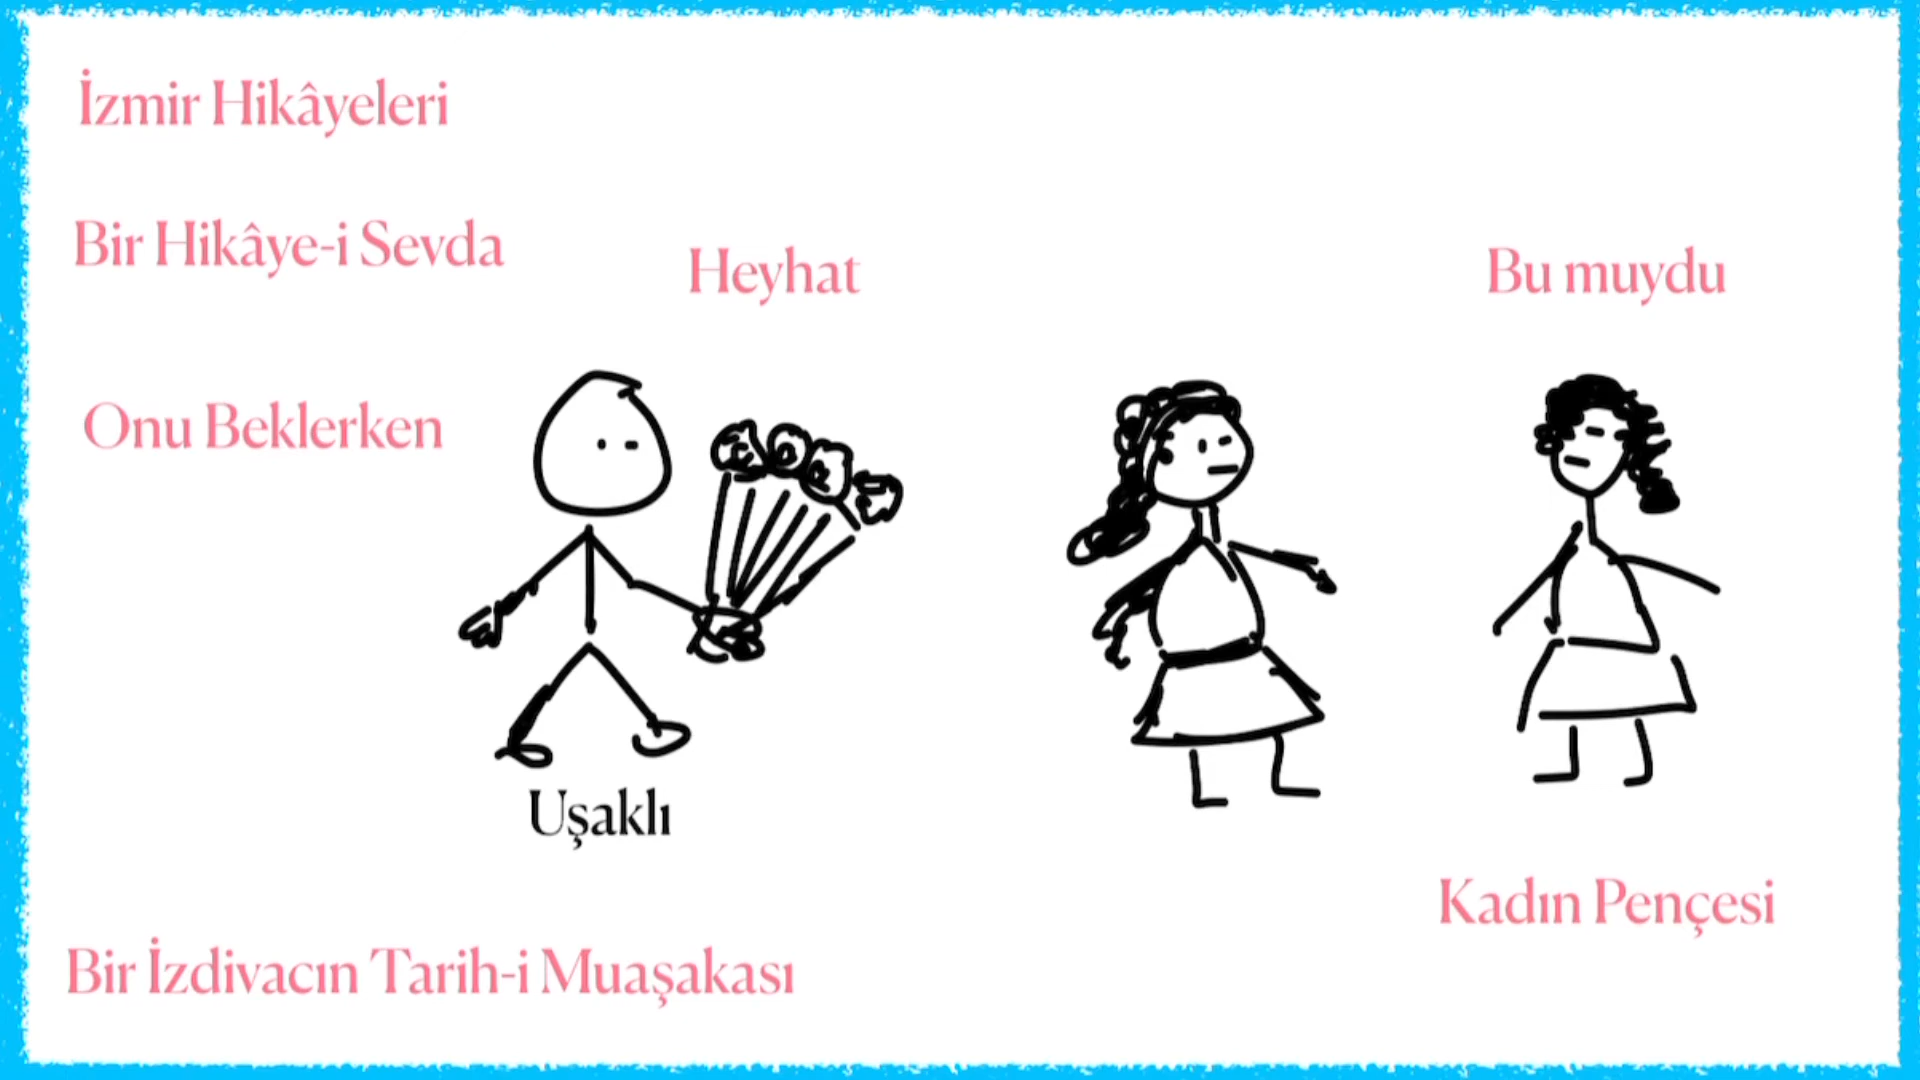 İzmir Hikâyeleri
Bir Hikâye-i Sevda
Heyhat
Bu muydu
Onu Beklerken
Uşaklı
Kadın Pençesi
Bir İzdivacın Tarih-i Muaşakası